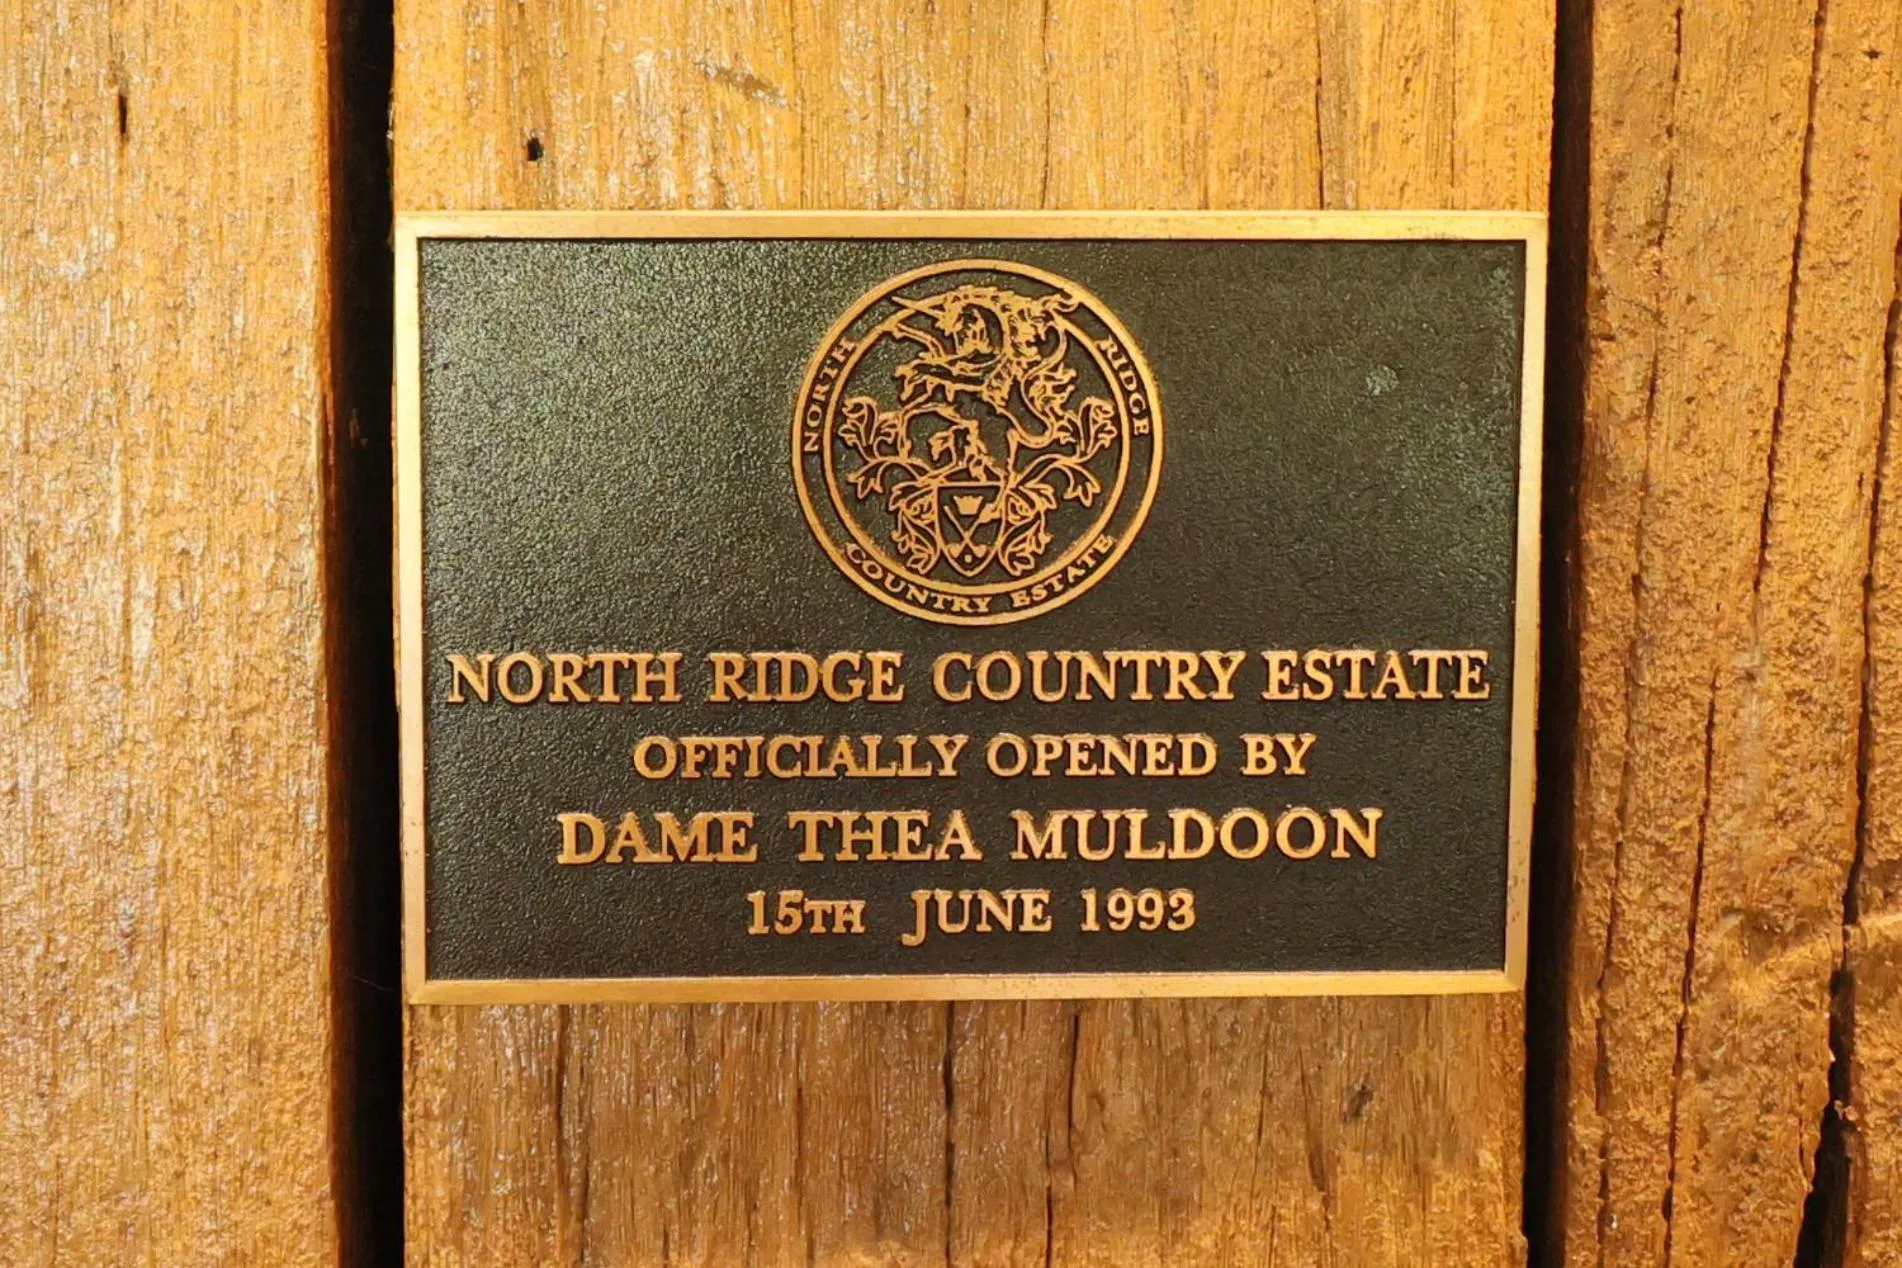 NORTH RIDGE
COUNTRY ESTATE
NORTH RIDGE COUNTRY ESTATE
OFFICIALLY OPENED BY
DAME THEA MULDOON
15TH JUNE 1993